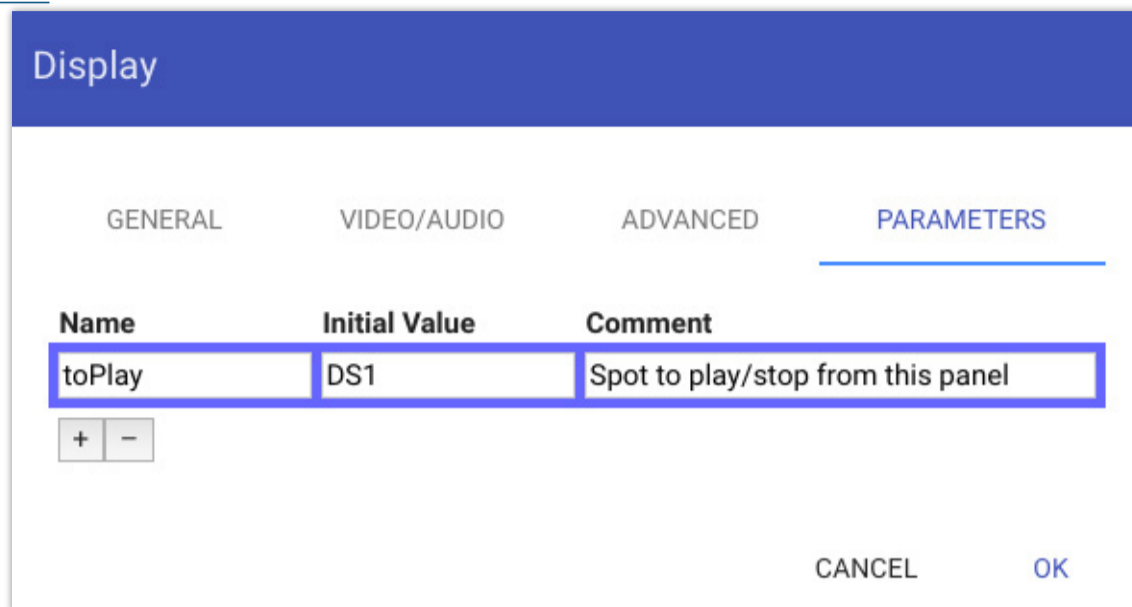 Display
GENERAL VIDEO/AUDIO ADVANCED PARAMETERS
Name Initial Value Comment
toPlay DS1 Spot to play/stop from this panel
+ −
CANCEL OK